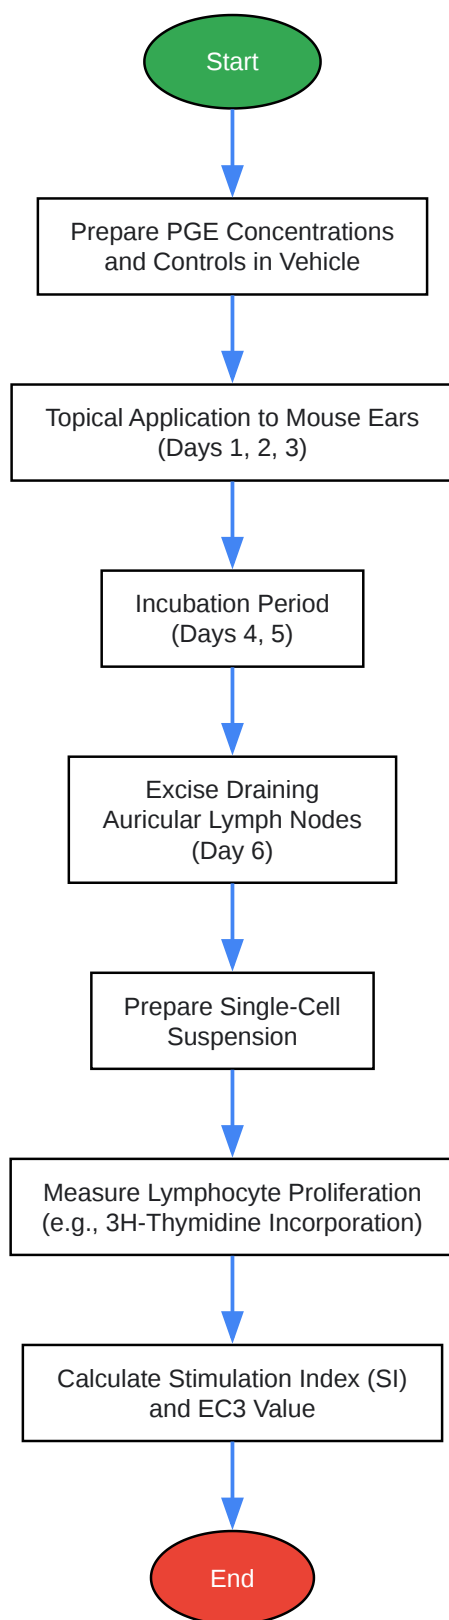 Start
Prepare PGE Concentrations
and Controls in Vehicle
Topical Application to Mouse Ears
(Days 1, 2, 3)
Incubation Period
(Days 4, 5)
Excise Draining
Auricular Lymph Nodes
(Day 6)
Prepare Single-Cell
Suspension
Measure Lymphocyte Proliferation
(e.g., 3H-Thymidine Incorporation)
Calculate Stimulation Index (SI)
and EC3 Value
End